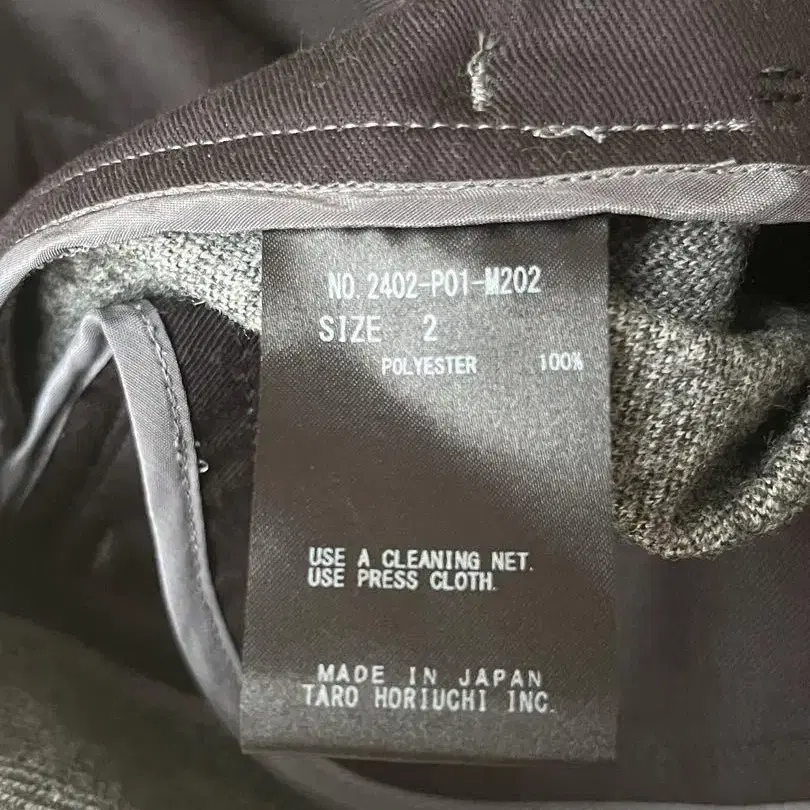 NO. 2402-P01-M202
SIZE 2
POLYESTER 100%
USE A CLEANING NET.
USE PRESS CLOTH.
MADE IN JAPAN
TARO HORIUCHI INC.